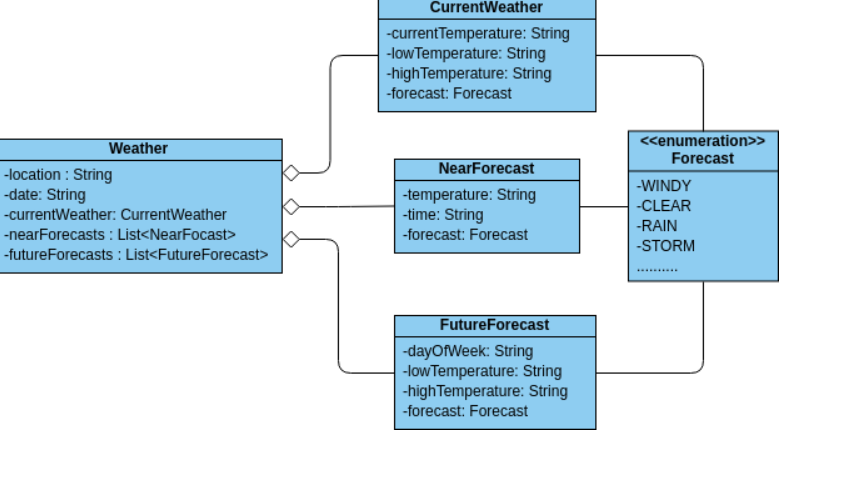 CurrentWeather
-currentTemperature: String
-lowTemperature: String
-highTemperature: String
-forecast: Forecast
Weather
-location : String
-date: String
-currentWeather: CurrentWeather
-nearForecasts : List<NearFocast>
-futureForecasts : List<FutureForecast>
NearForecast
-temperature: String
-time: String
-forecast: Forecast
<<enumeration>>
Forecast
-WINDY
-CLEAR
-RAIN
-STORM
..........
FutureForecast
-dayOfWeek: String
-lowTemperature: String
-highTemperature: String
-forecast: Forecast